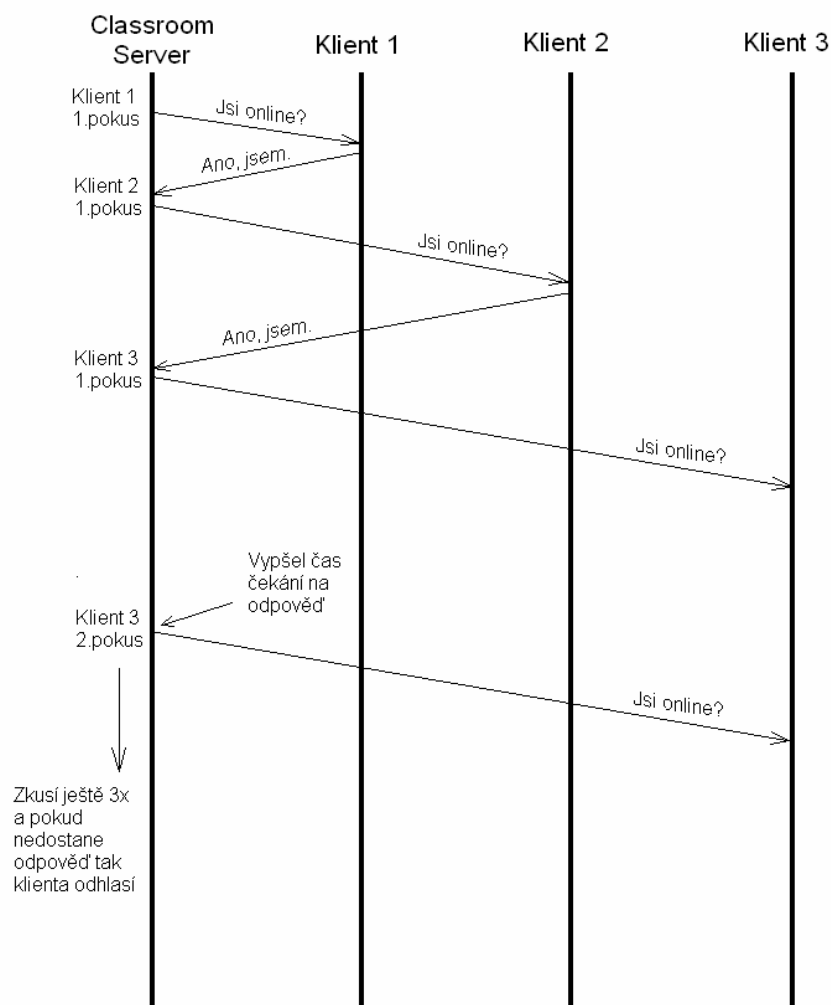 Classroom
Server
Klient 1
Klient 2
Klient 3
Klient 1
1.pokus
Jsi online?
Ano, jsem.
Klient 2
1.pokus
Jsi online?
Ano, jsem.
Klient 3
1.pokus
Jsi online?
Vypšel čas
čekání na
odpověď
Klient 3
2.pokus
Jsi online?
Zkusí ještě 3x
a pokud
nedostane
odpověď tak
klienta odhlasí